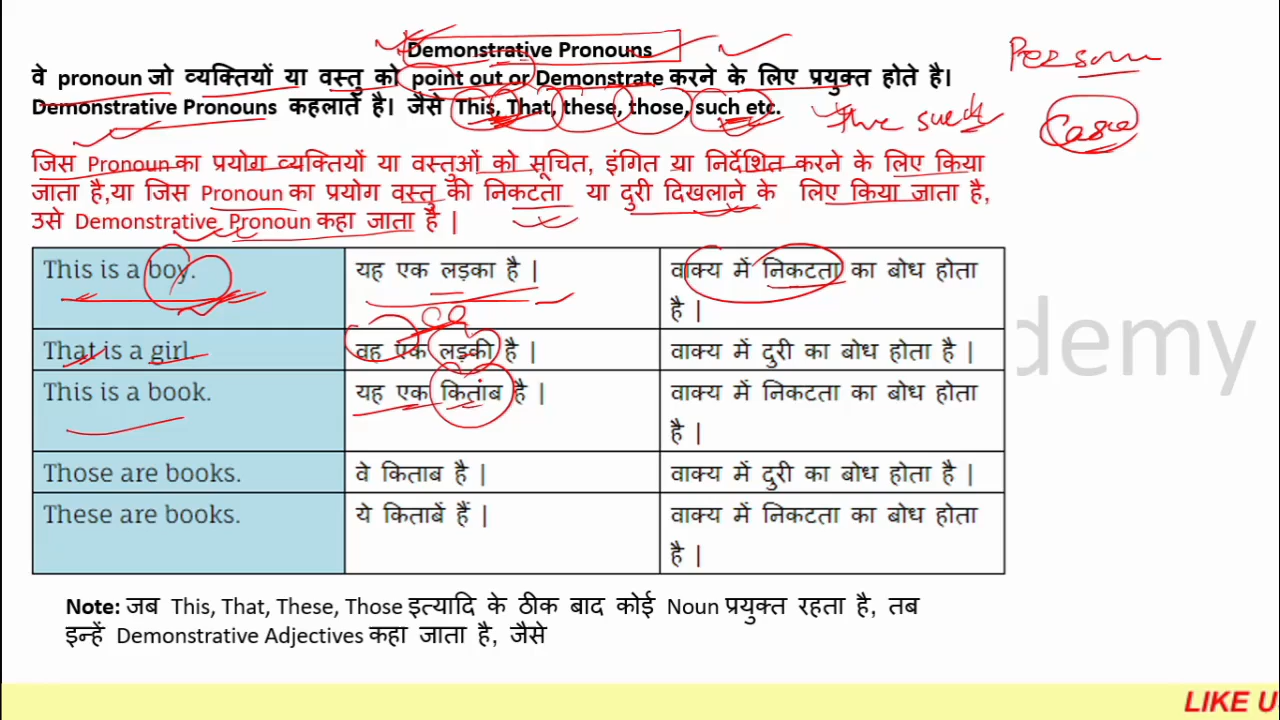 Demonstrative Pronouns
वे pronoun जो व्यक्तियों या वस्तु को point out or Demonstrate करने के लिए प्रयुक्त होते है।
Demonstrative Pronouns कहलाते है। जैसे This, That, these, those, such etc.
जिस Pronoun का प्रयोग व्यक्तियों या वस्तुओं को सूचित, इंगित या निर्देशित करने के लिए किया
जाता है,या जिस Pronoun का प्रयोग वस्तु की निकटता या दुरी दिखलाने के लिए किया जाता है,
उसे Demonstrative Pronoun कहा जाता है |
This is a boy.
यह एक लड़का है |
वाक्य में निकटता का बोध होता
है |
That is a girl.
वह एक लड़की है |
वाक्य में दुरी का बोध होता है |
This is a book.
यह एक किताब है |
वाक्य में निकटता का बोध होता
है |
Those are books.
वे किताब है |
वाक्य में दुरी का बोध होता है |
These are books.
ये किताबें हैं |
वाक्य में निकटता का बोध होता
है |
Note: जब This, That, These, Those इत्यादि के ठीक बाद कोई Noun प्रयुक्त रहता है, तब
इन्हें Demonstrative Adjectives कहा जाता है, जैसे
demy
LIKE U